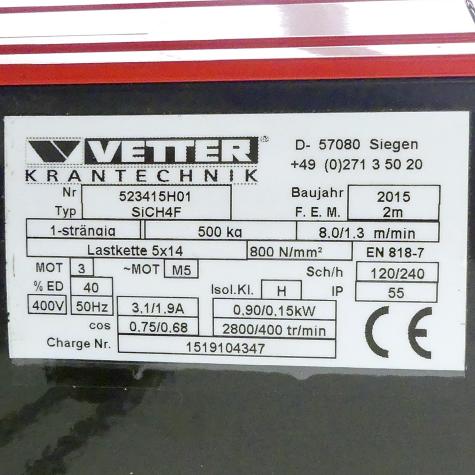 VETTER®
KRANTECHNIK
D- 57080 Siegen
+49 (0)271 3 50 20
Nr 523415H01 Baujahr 2015
Typ SiCH4F F. E. M. 2m
1-strängig 500 kg 8.0/1.3 m/min
Lastkette 5x14 800 N/mm² EN 818-7
MOT 3 ~MOT M5 Sch/h 120/240
% ED 40 Isol.Kl. H IP 55
400V 50Hz 3.1/1.9A 0,90/0.15kW
cos 0.75/0.68 2800/400 tr/min
Charge Nr. 1519104347
CE